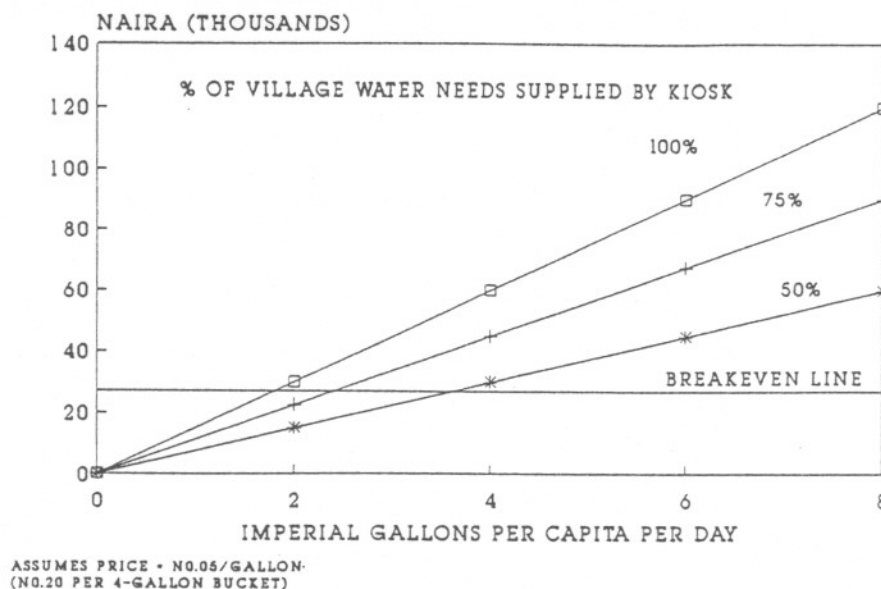 NAIRA (THOUSANDS)
140
% OF VILLAGE WATER NEEDS SUPPLIED BY KIOSK
120
100%
100
75%
80
60
50%
40
BREAKEVEN LINE
20
0
0 2 4 6 8
IMPERIAL GALLONS PER CAPITA PER DAY
ASSUMES PRICE = N0.05/GALLON
(N0.20 PER 4-GALLON BUCKET)